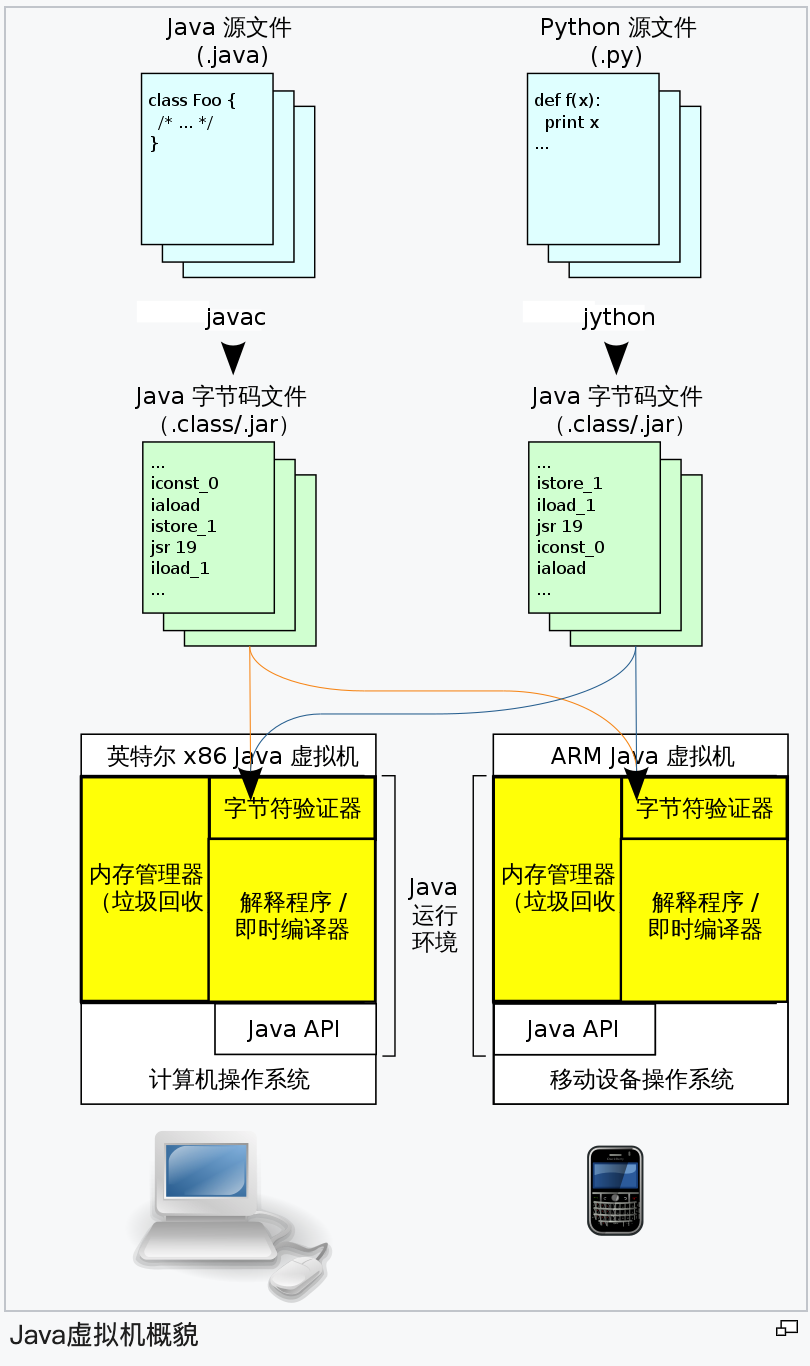 Java 源文件
(.java)
class Foo {
/* ... */
}
Python 源文件
(.py)
def f(x):
print x
...
javac
jython
Java 字节码文件
（.class/.jar）
...
iconst_0
iaload
istore_1
jsr 19
iload_1
...
Java 字节码文件
（.class/.jar）
...
istore_1
iload_1
jsr 19
iconst_0
iaload
...
英特尔 x86 Java 虚拟机
字节符验证器
内存管理器
（垃圾回收
解释程序 /
即时编译器
Java API
计算机操作系统
Java
运行
环境
ARM Java 虚拟机
字节符验证器
内存管理器
（垃圾回收
解释程序 /
即时编译器
Java API
移动设备操作系统
Java虚拟机概貌